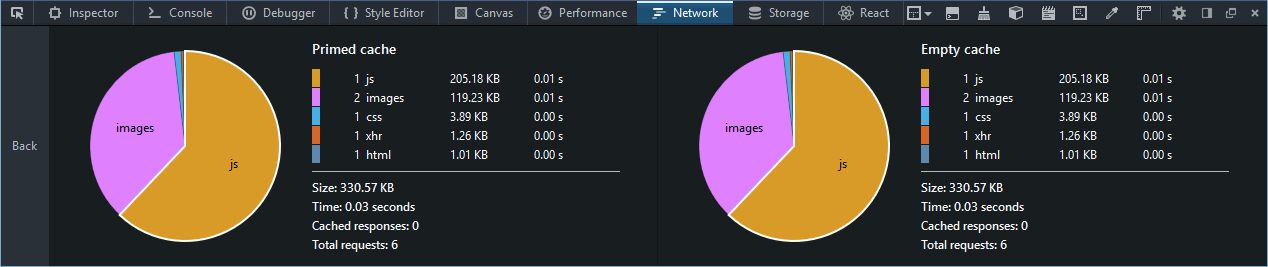 Inspector Console Debugger Style Editor Canvas Performance Network Storage React
Back
images
js
Primed cache
1 js 205.18 KB 0.01 s
2 images 119.23 KB 0.01 s
1 css 3.89 KB 0.00 s
1 xhr 1.26 KB 0.00 s
1 html 1.01 KB 0.00 s
Size: 330.57 KB
Time: 0.03 seconds
Cached responses: 0
Total requests: 6
images
js
Empty cache
1 js 205.18 KB 0.01 s
2 images 119.23 KB 0.01 s
1 css 3.89 KB 0.00 s
1 xhr 1.26 KB 0.00 s
1 html 1.01 KB 0.00 s
Size: 330.57 KB
Time: 0.03 seconds
Cached responses: 0
Total requests: 6